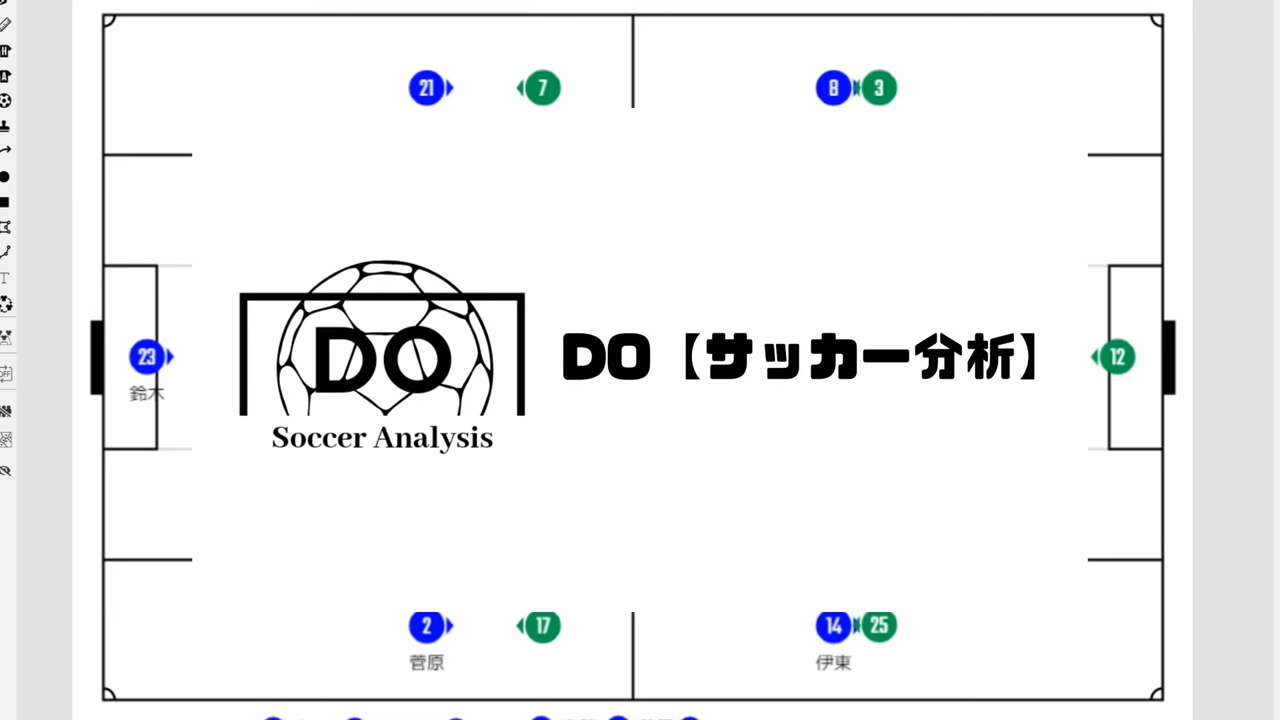 21 7 8 3
DO
Soccer Analysis
DO【サッカー分析】
23 12
鈴木
2 17 14 25
菅原 伊東